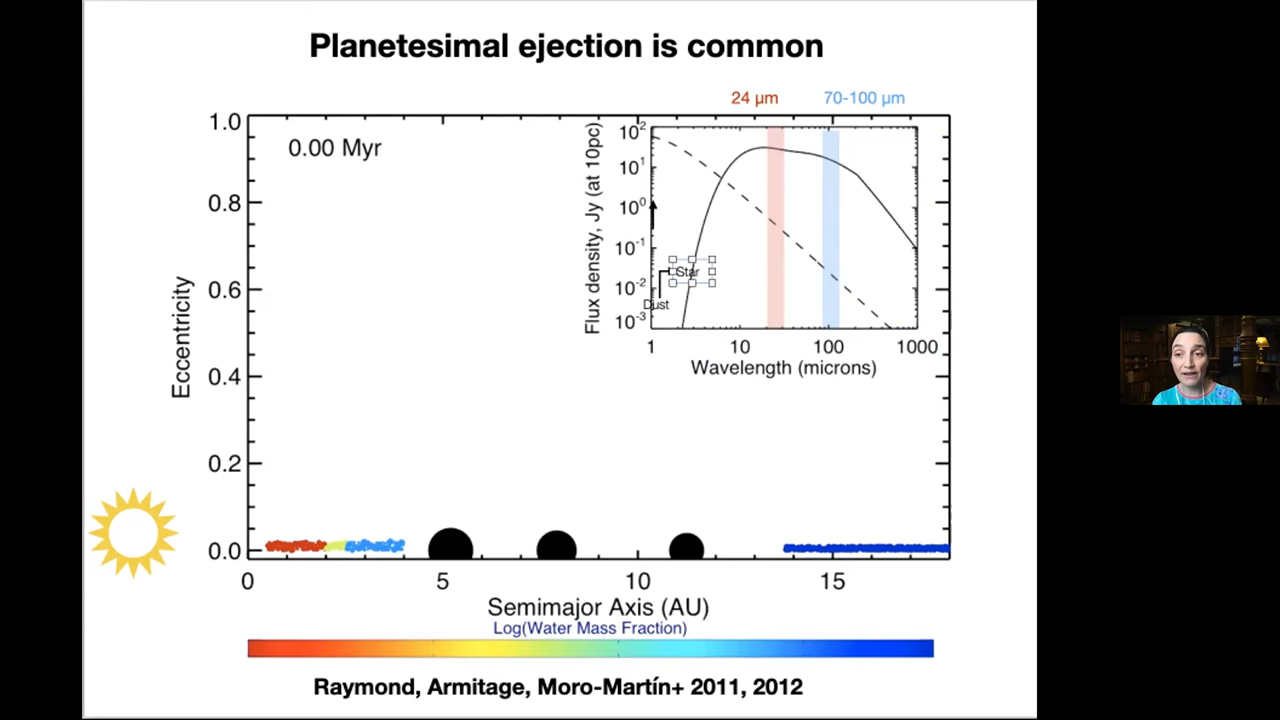 Planetesimal ejection is common
24 µm
70-100 µm
0.00 Myr
1.0
0.8
0.6
0.4
0.2
0.0
Eccentricity
0
5
10
15
Semimajor Axis (AU)
Flux density, Jy (at 10pc)
10²
10¹
10⁰
10⁻¹
10⁻²
10⁻³
Star
Dust
1
10
100
1000
Wavelength (microns)
Log(Water Mass Fraction)
Raymond, Armitage, Moro-Martín+ 2011, 2012